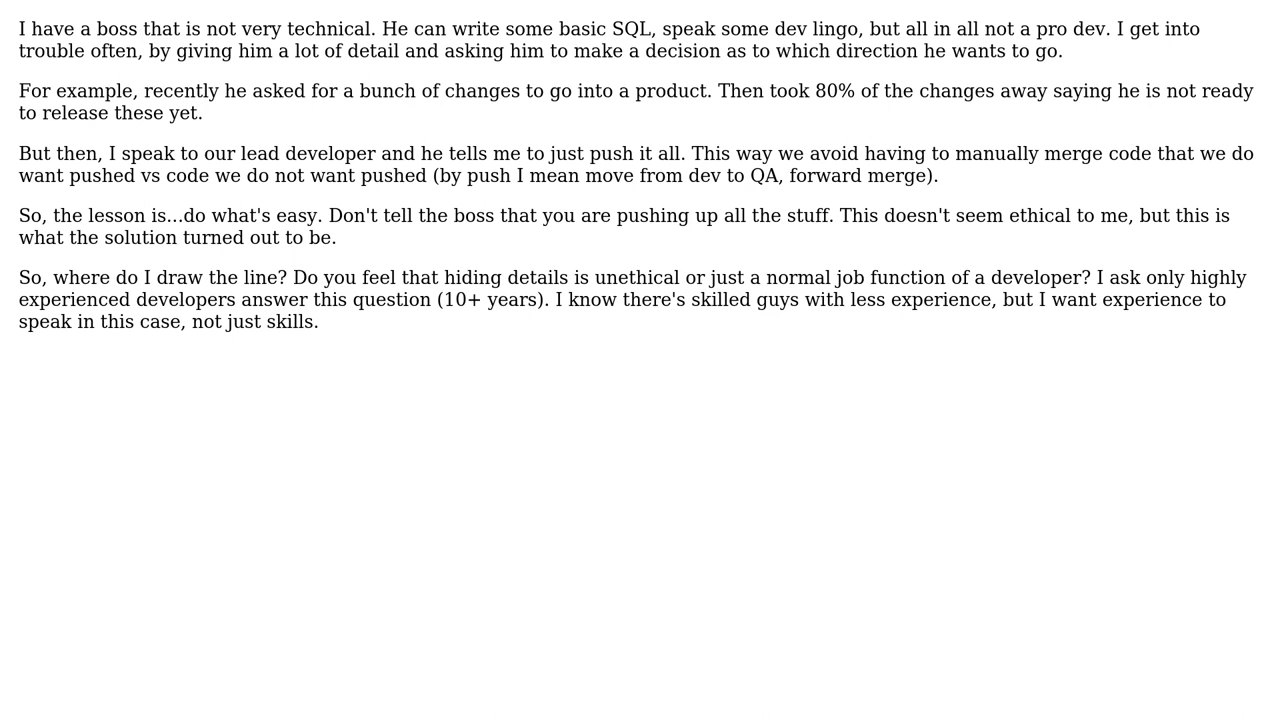 I have a boss that is not very technical. He can write some basic SQL, speak some dev lingo, but all in all not a pro dev. I get into
trouble often, by giving him a lot of detail and asking him to make a decision as to which direction he wants to go.
For example, recently he asked for a bunch of changes to go into a product. Then took 80% of the changes away saying he is not ready
to release these yet.
But then, I speak to our lead developer and he tells me to just push it all. This way we avoid having to manually merge code that we do
want pushed vs code we do not want pushed (by push I mean move from dev to QA, forward merge).
So, the lesson is...do what's easy. Don't tell the boss that you are pushing up all the stuff. This doesn't seem ethical to me, but this is
what the solution turned out to be.
So, where do I draw the line? Do you feel that hiding details is unethical or just a normal job function of a developer? I ask only highly
experienced developers answer this question (10+ years). I know there's skilled guys with less experience, but I want experience to
speak in this case, not just skills.